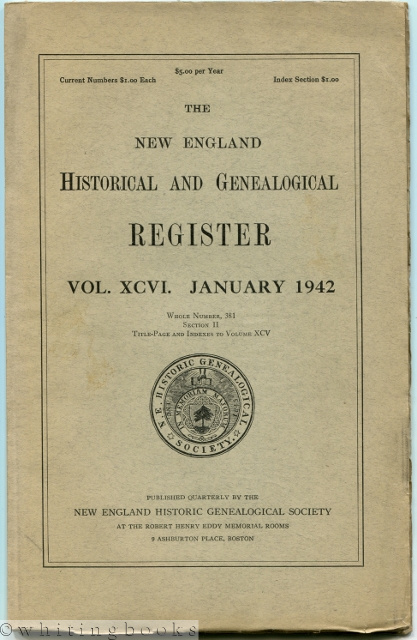 $5.00 per Year
Current Numbers $1.00 Each Index Section $1.00
THE
NEW ENGLAND
HISTORICAL AND GENEALOGICAL
REGISTER
VOL. XCVI. JANUARY 1942
WHOLE NUMBER, 381
SECTION II
TITLE-PAGE AND INDEXES TO VOLUME XCV
N.E. HISTORIC GENEALOGICAL SOCIETY.
IN MEMORIAM MAJORUM
PUBLISHED QUARTERLY BY THE
NEW ENGLAND HISTORIC GENEALOGICAL SOCIETY
AT THE ROBERT HENRY EDDY MEMORIAL ROOMS
9 ASHBURTON PLACE, BOSTON
©whitingbooks